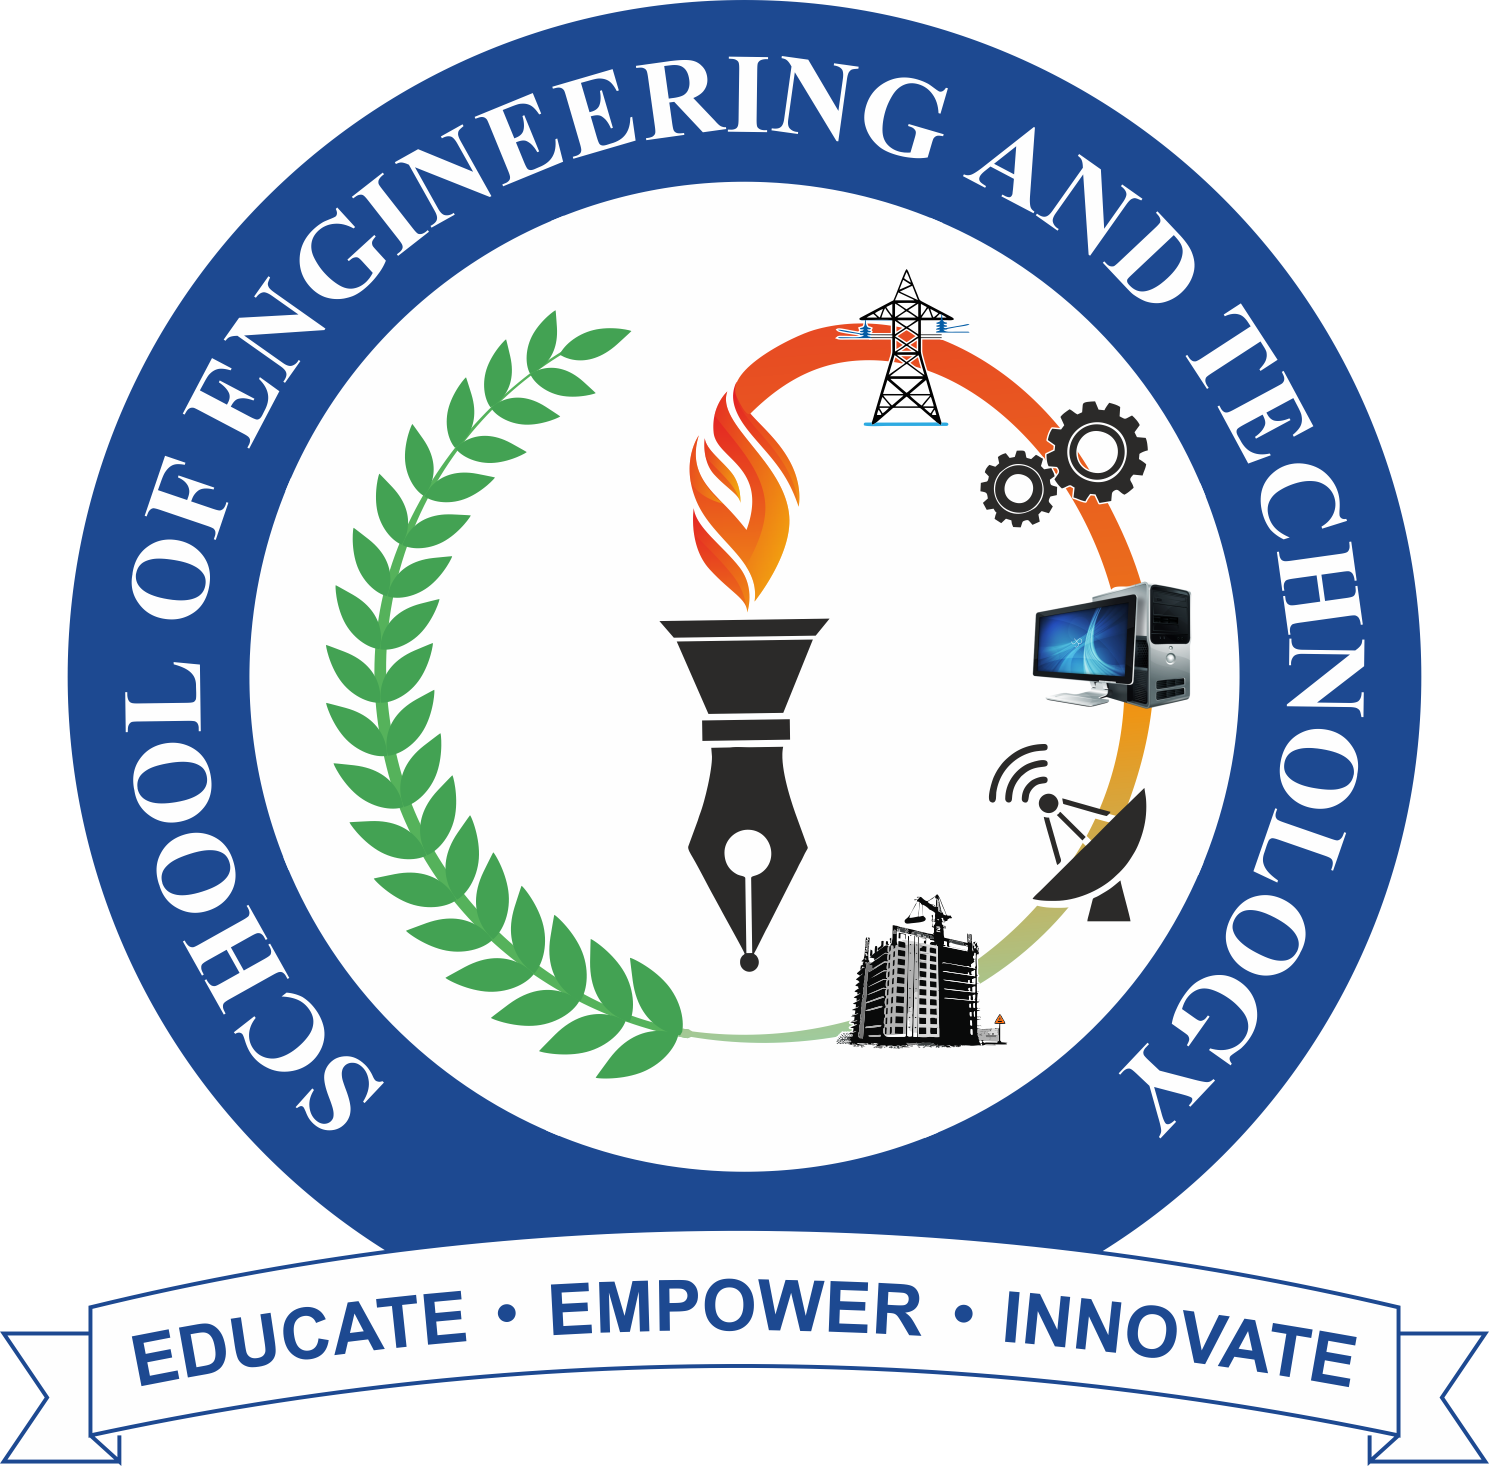 SCHOOL OF ENGINEERING AND TECHNOLOGY
EDUCATE • EMPOWER • INNOVATE